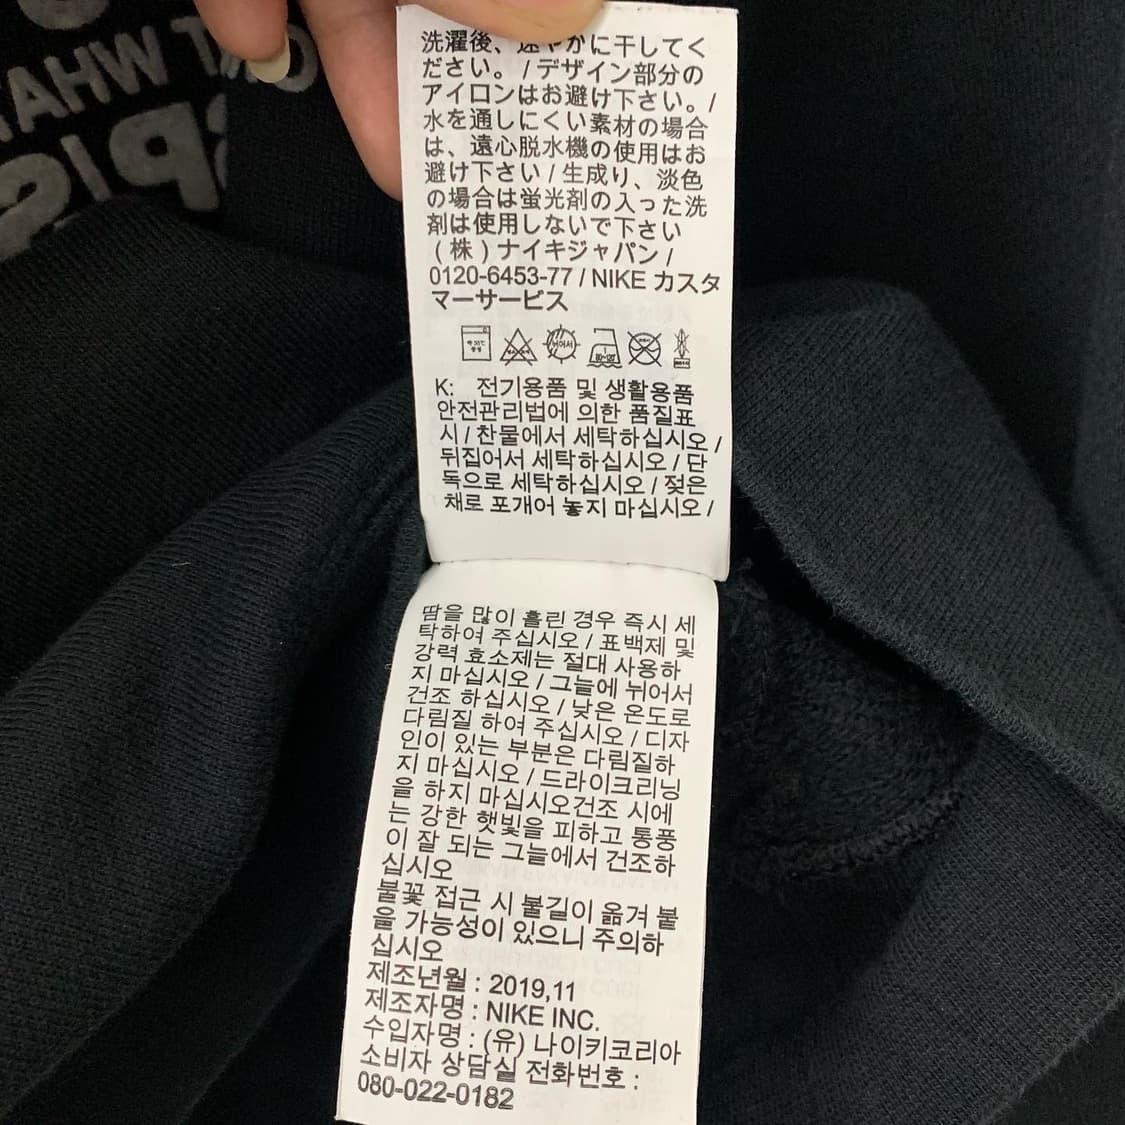 洗濯後、速やかに干してく
ださい。/ デザイン部分の
アイロンはお避け下さい。/
水を通しにくい素材の場合
は、遠心脱水機の使用はお
避け下さい / 生成り、淡色
の場合は蛍光剤の入った洗
剤は使用しないで下さい
(株) ナイキジャパン /
0120-6453-77 / NIKE カスタ
マーサービス
K: 전기용품 및 생활용품
안전관리법에 의한 품질표
시 / 찬물에서 세탁하십시오 /
뒤집어서 세탁하십시오 / 단
독으로 세탁하십시오 / 젖은
채로 포개어 놓지 마십시오 /
땀을 많이 흘린 경우 즉시 세
탁하여 주십시오 / 표백제 및
강력 효소제는 절대 사용하
지 마십시오 / 그늘에 뉘어서
건조 하십시오 / 낮은 온도로
다림질 하여 주십시오 / 디자
인이 있는 부분은 다림질하
지 마십시오 / 드라이크리닝
을 하지 마십시오건조 시에
는 강한 햇빛을 피하고 통풍
이 잘 되는 그늘에서 건조하
십시오
불꽃 접근 시 불길이 옮겨 붙
을 가능성이 있으니 주의하
십시오
제조년월 : 2019,11
제조자명 : NIKE INC.
수입자명 : (유) 나이키코리아
소비자 상담실 전화번호 :
080-022-0182